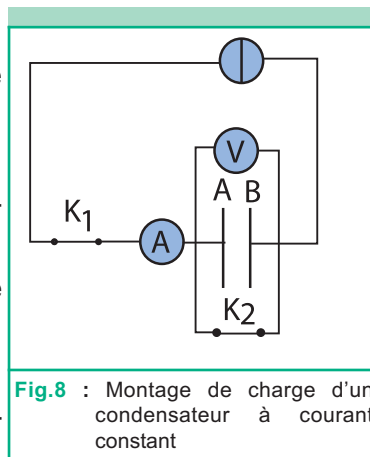 V
A B
K1
A
K2
Fig.8 : Montage de charge d'un
condensateur à courant
constant